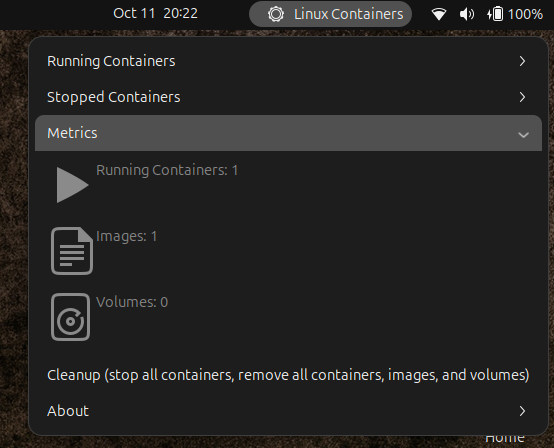 Oct 11 20:22
Linux Containers
100%
Running Containers
Stopped Containers
Metrics
Running Containers: 1
Images: 1
Volumes: 0
Cleanup (stop all containers, remove all containers, images, and volumes)
About
Home